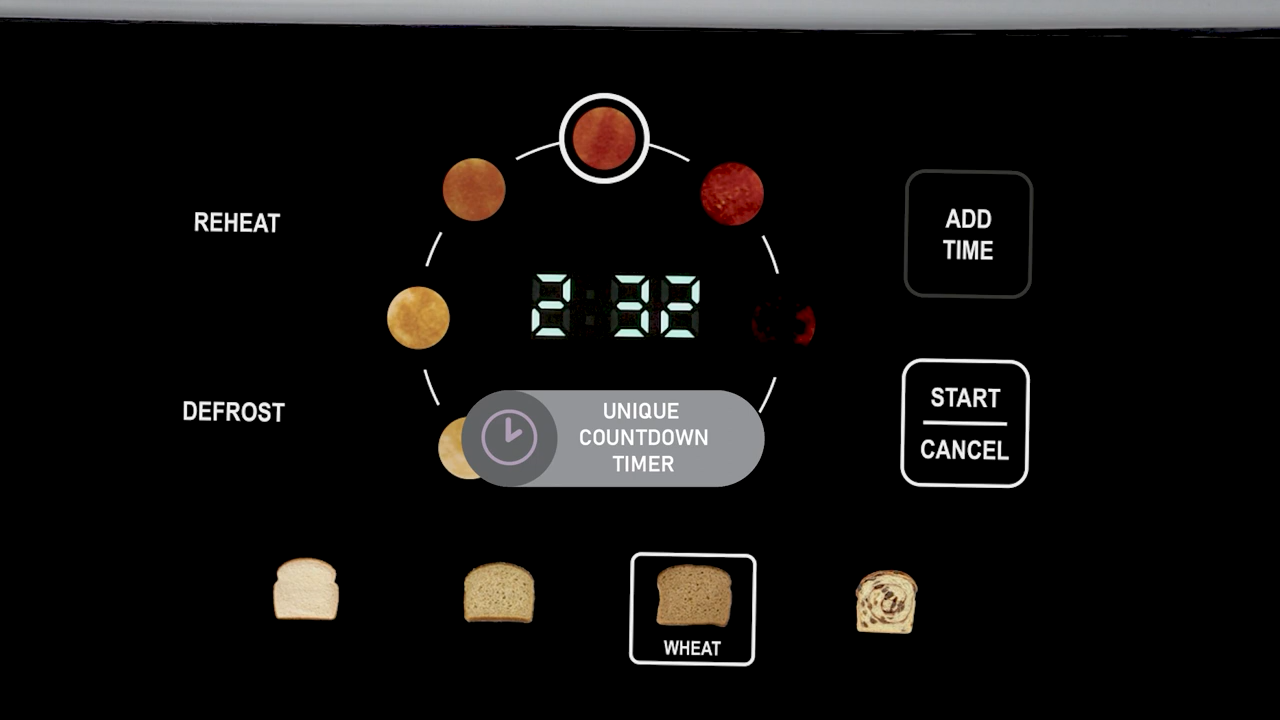 REHEAT
ADD
TIME
2:32
DEFROST
START
CANCEL
UNIQUE
COUNTDOWN
TIMER
WHEAT